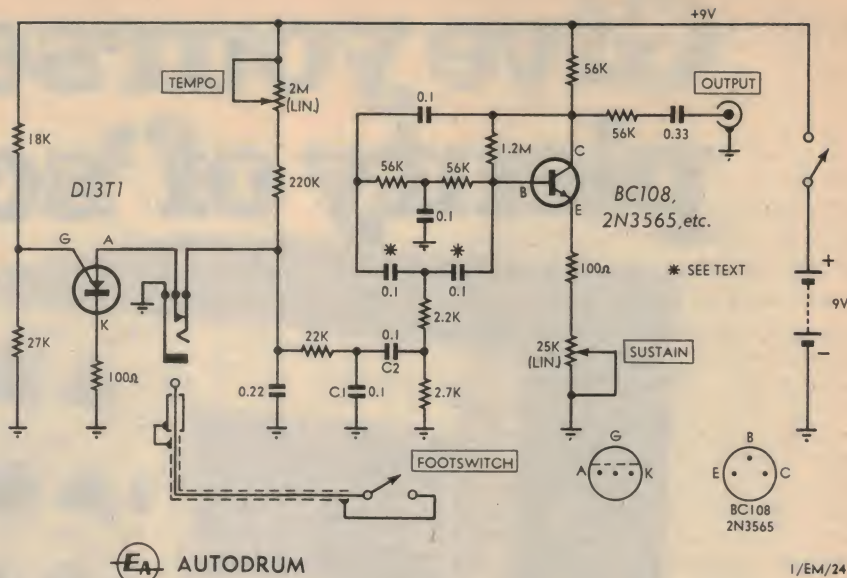 +9V
TEMPO
2M
(LIN.)
56K
OUTPUT
0.1
56K
0.33
18K
1.2M
C
56K
56K
B
E
BC108,
2N3565,etc.
220K
D13T1
G
A
K
0.1
* SEE TEXT
*
*
0.1
0.1
+
9V
−
100Ω
2.2K
27K
100Ω
22K
0.1
C2
25K
(LIN.)
SUSTAIN
0.22
C1
0.1
2.7K
FOOTSWITCH
G
A
K
B
E
C
BC108
2N3565
EA AUTODRUM
1/EM/24